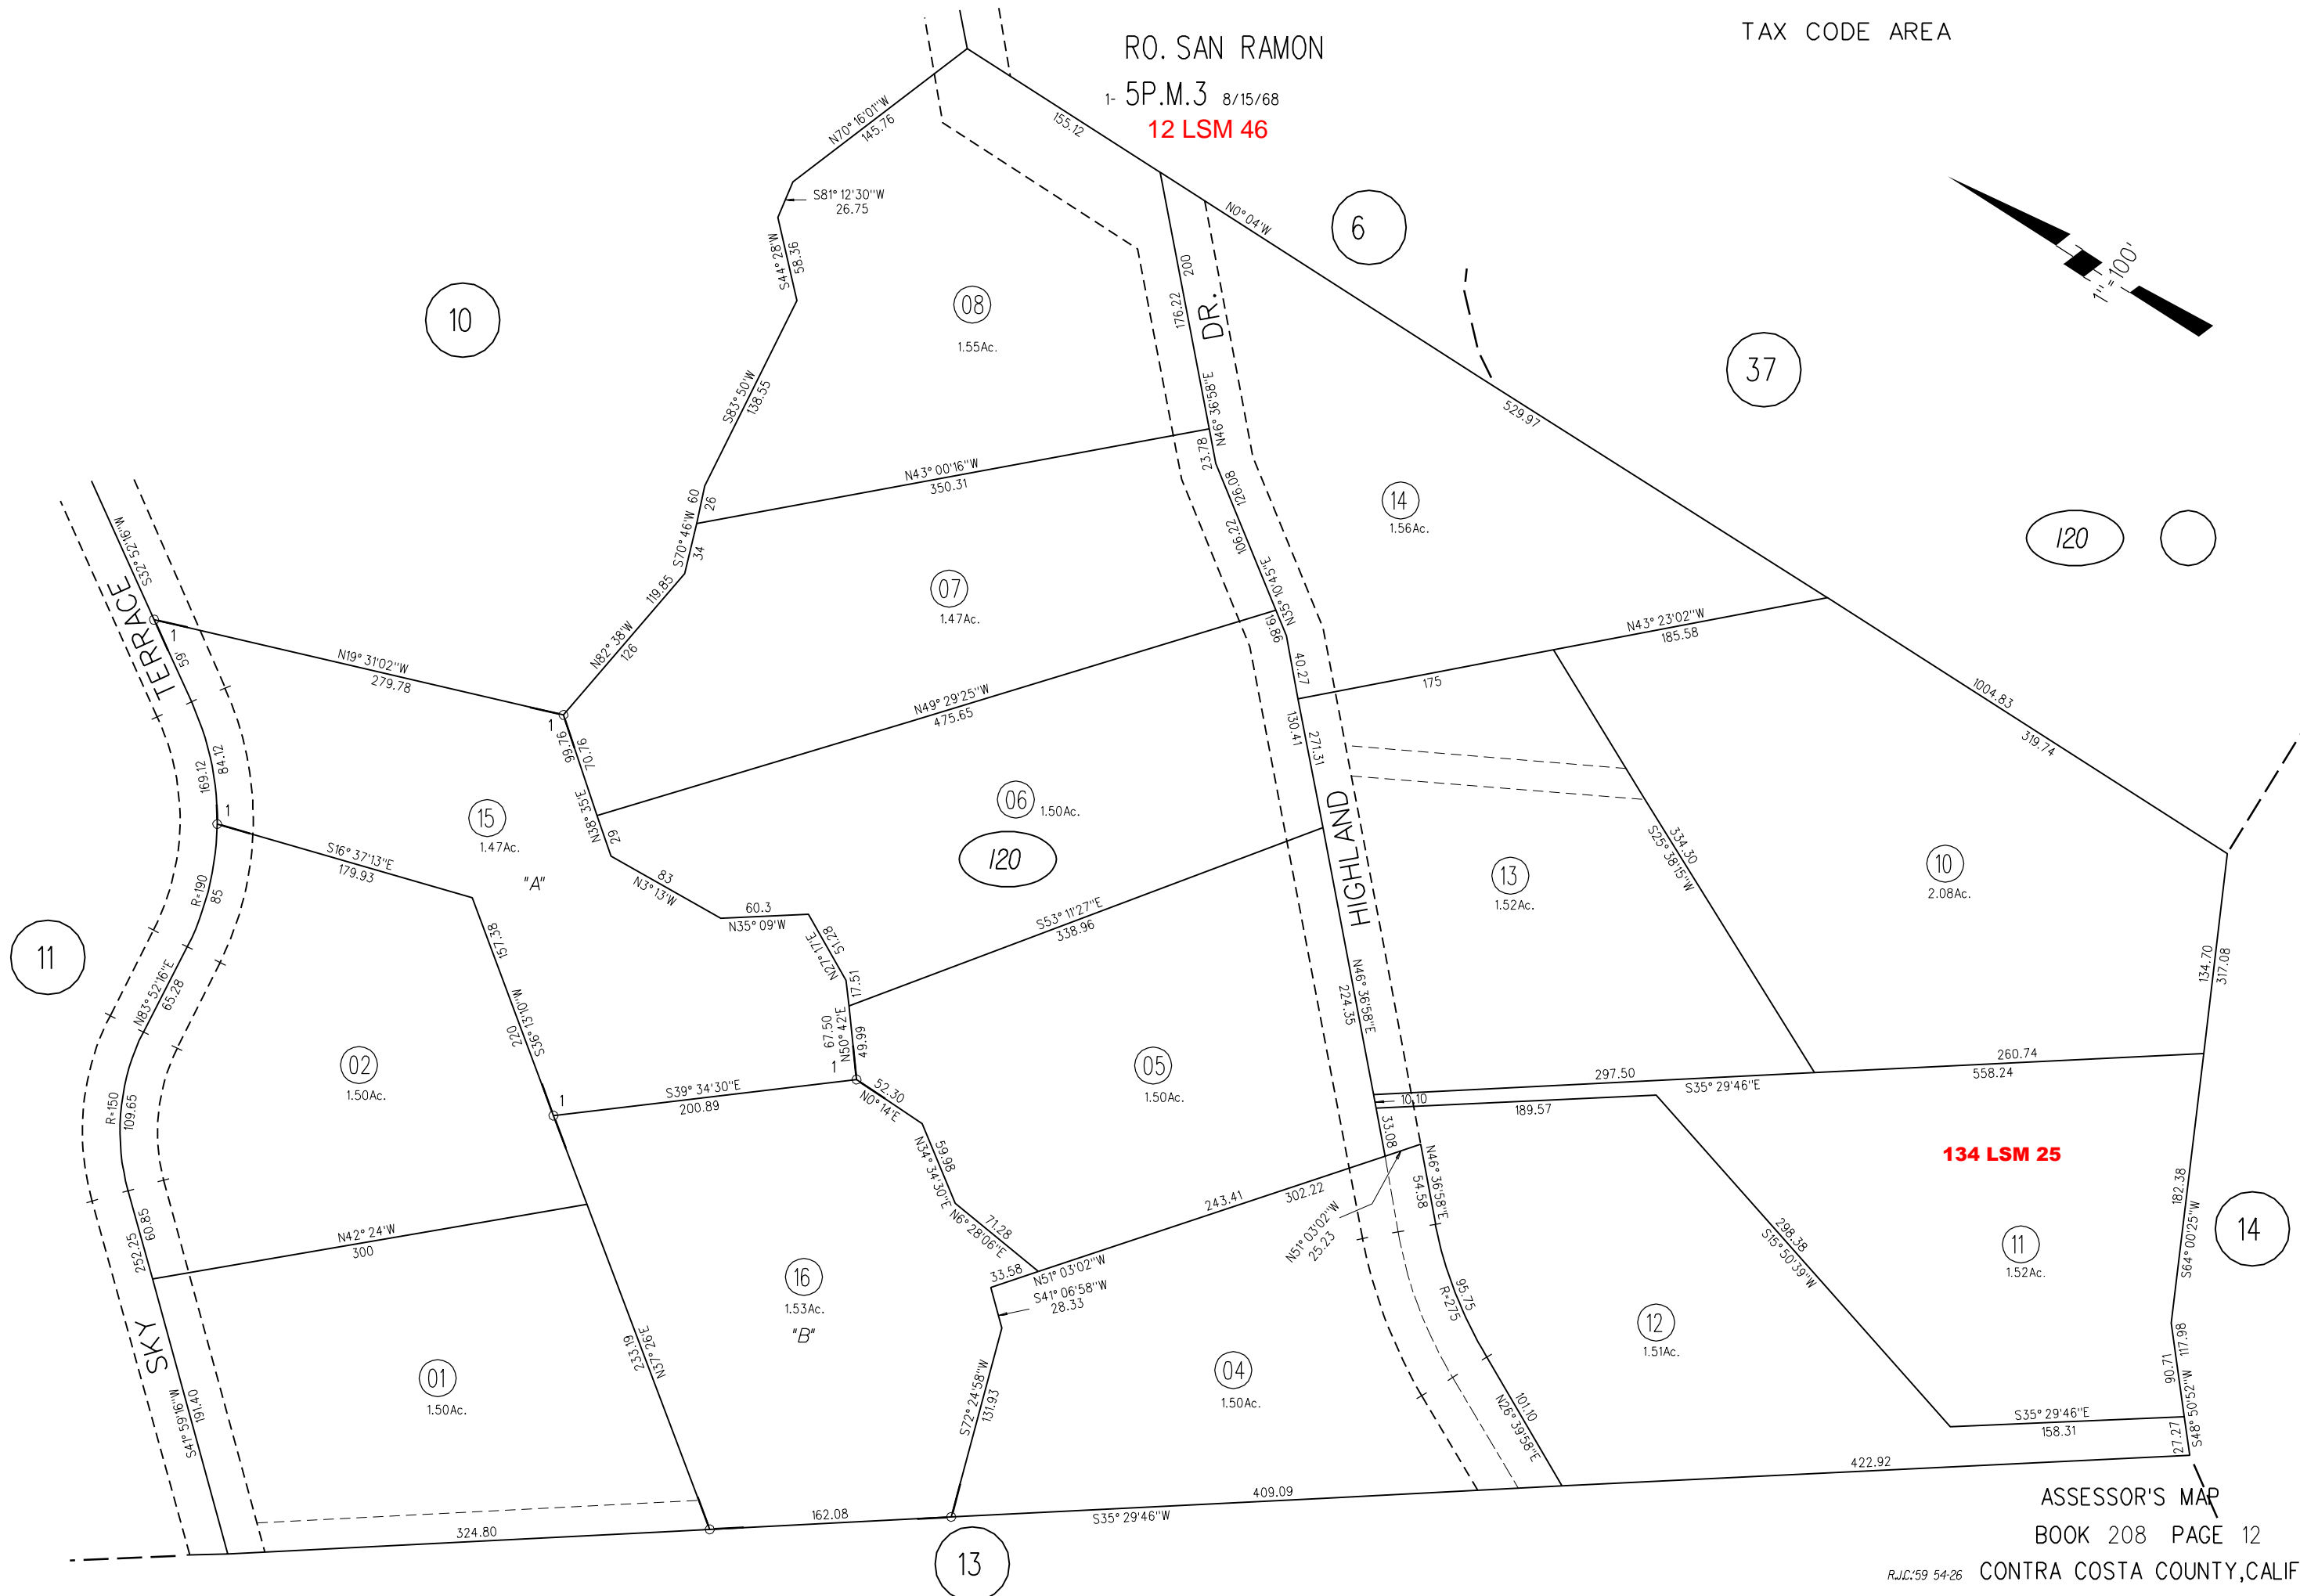 TAX CODE AREA
RO. SAN RAMON
1- 5P.M.3 8/15/68
12 LSM 46
N70° 16'01"W
145.76
155.12
S81° 12'30"W
26.75
N0° 04'W
6
S44° 28'W
58.36
1"=100'
10
08
1.55Ac.
200
176.22
DR.
37
S83° 50'W
138.55
N46° 36'58"E
529.97
23.78
N43° 00'16"W
350.31
60
26
S70° 46'W
34
126.08
106.22
14
1.56Ac.
120
S32° 52'16"W
TERRACE
1
59'
07
1.47Ac.
119.85
N82° 38'W
126
N35° 10'45"E
19.86
N43° 23'02"W
185.58
N19° 31'02"W
279.78
40.27
175
N49° 29'25"W
475.65
1004.83
319.74
1
99.76
70.76
130.41
271.31
169.12
84.12
1
15
1.47Ac.
"A"
N38° 35'E
29
06
1.50Ac.
120
HIGHLAND
S16° 37'13"E
179.93
334.30
S25° 38'15"W
13
1.52Ac.
10
2.08Ac.
83
N3° 13'W
60.3
N35° 09'W
R=190
85
S53° 11'27"E
338.96
51.28
N27° 17'E
157.38
11
134.70
317.08
17.51
N83° 52'16"E
65.28
N46° 36'58"E
224.35
220
S36° 13'10"W
67.50
N50° 42'E
49.99
02
1.50Ac.
05
1.50Ac.
260.74
297.50
S35° 29'46"E
558.24
1
1
S39° 34'30"E
200.89
52.30
N0° 14'E
R=150
109.65
10.10
189.57
33.08
134 LSM 25
59.98
N34° 34'30"E
N46° 36'58"E
54.58
182.38
243.41
302.22
S64° 00'25"W
14
71.28
N6° 28'06"E
N51° 03'02"W
25.23
298.38
S15° 50'39"W
252.25
60.85
N42° 24'W
300
33.58
N51° 03'02"W
S41° 06'58"W
28.33
11
1.52Ac.
16
1.53Ac.
"B"
95.75
R=275
12
1.51Ac.
SKY
233.19
N37° 26'E
01
1.50Ac.
04
1.50Ac.
90.71
117.98
S72° 24'58"W
131.93
S41° 59'16"W
191.40
101.10
N26° 39'58"E
S35° 29'46"E
158.31
27.27
S48° 50'52"W
422.92
409.09
S35° 29'46"W
162.08
324.80
13
ASSESSOR'S MAP
BOOK 208 PAGE 12
R.J.C.'59 54-26 CONTRA COSTA COUNTY,CALIF